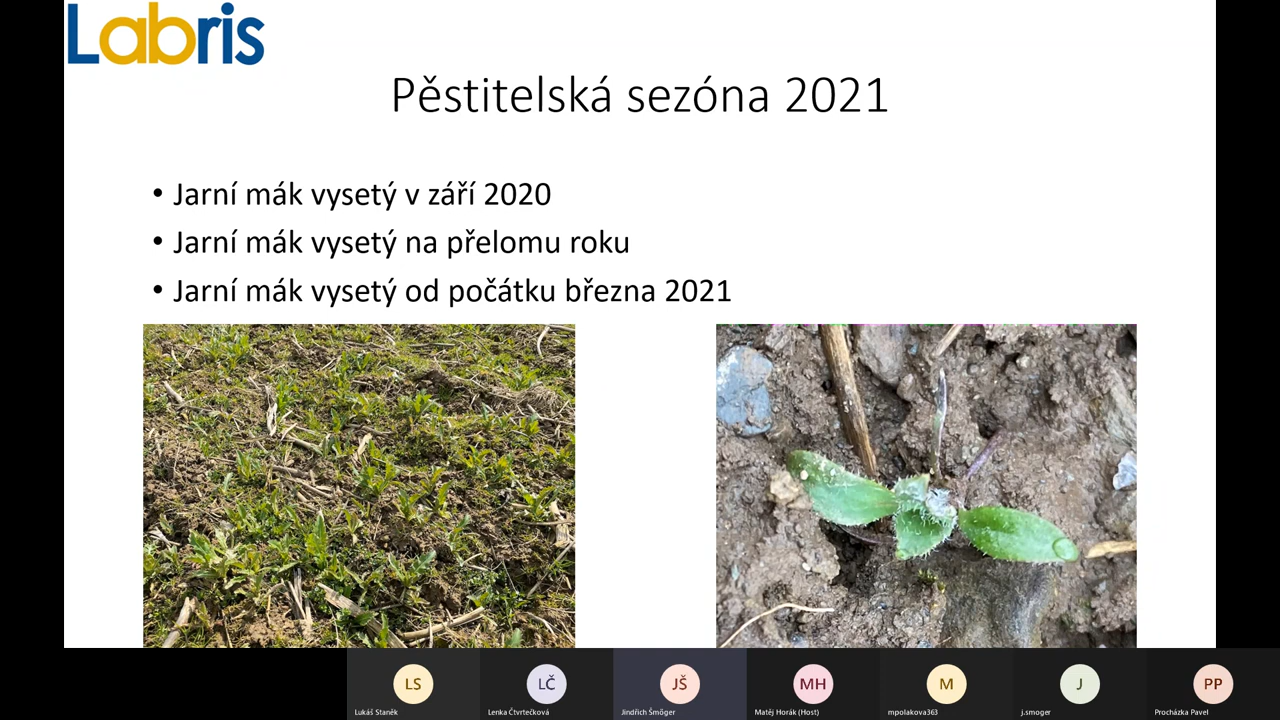 Labris
Pěstitelská sezóna 2021
• Jarní mák vysetý v září 2020
• Jarní mák vysetý na přelomu roku
• Jarní mák vysetý od počátku března 2021
LS
LČ
JŠ
MH
M
J
PP
Lukáš Staněk
Lenka Čtvrtečková
Jindřich Šmöger
Matěj Horák (Host)
mpolakova363
j.smoger
Procházka Pavel